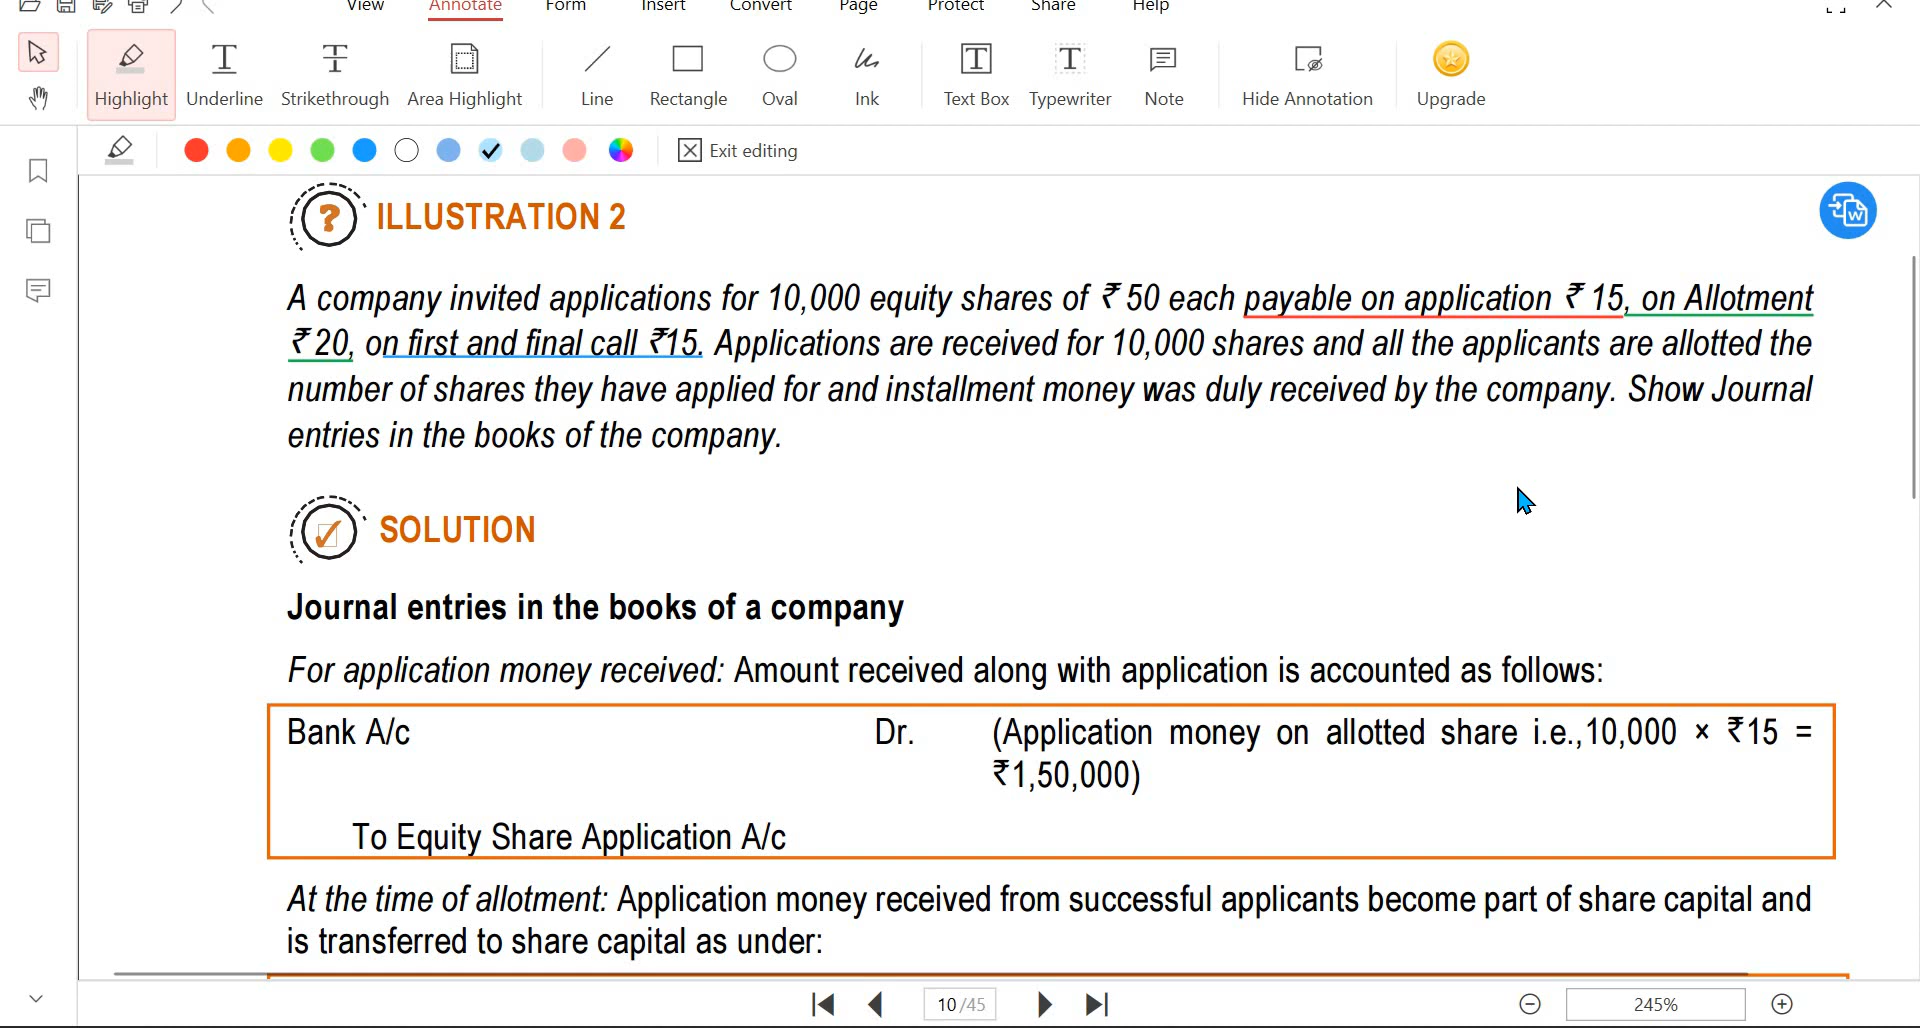 View Annotate Form Insert Convert Page Protect Share Help
Highlight Underline Strikethrough Area Highlight Line Rectangle Oval Ink Text Box Typewriter Note Hide Annotation Upgrade
Exit editing
ILLUSTRATION 2
A company invited applications for 10,000 equity shares of ₹ 50 each payable on application ₹ 15, on Allotment
₹ 20, on first and final call ₹15. Applications are received for 10,000 shares and all the applicants are allotted the
number of shares they have applied for and installment money was duly received by the company. Show Journal
entries in the books of the company.
SOLUTION
Journal entries in the books of a company
For application money received: Amount received along with application is accounted as follows:
Bank A/c Dr. (Application money on allotted share i.e.,10,000 × ₹15 =
₹1,50,000)
To Equity Share Application A/c
At the time of allotment: Application money received from successful applicants become part of share capital and
is transferred to share capital as under:
10 /45 245%